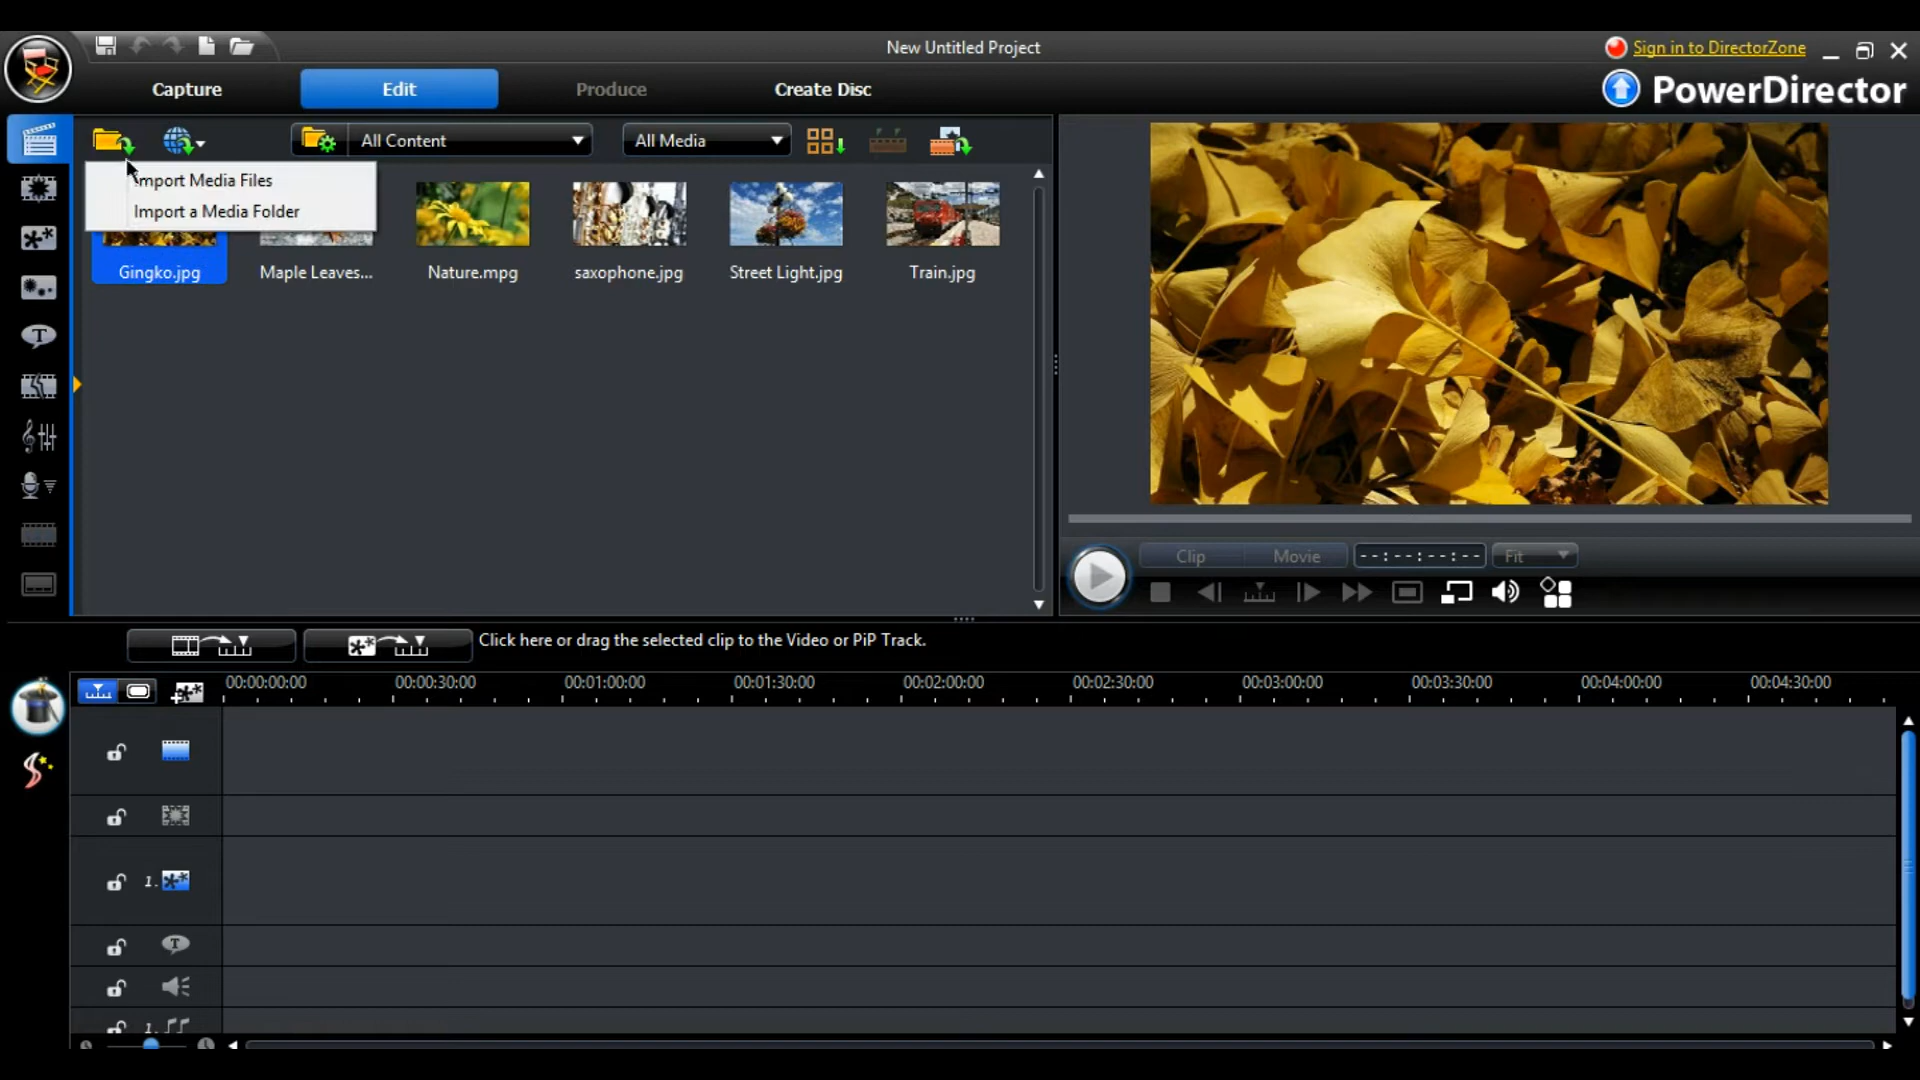 New Untitled Project
Sign in to DirectorZone
Capture
Edit
Produce
Create Disc
PowerDirector
All Content
All Media
Import Media Files
Import a Media Folder
Gingko.jpg
Maple Leaves...
Nature.mpg
saxophone.jpg
Street Light.jpg
Train.jpg
Clip
Movie
--:--:--:--
Fit
Click here or drag the selected clip to the Video or PiP Track.
00:00:00:00
00:00:30:00
00:01:00:00
00:01:30:00
00:02:00:00
00:02:30:00
00:03:00:00
00:03:30:00
00:04:00:00
00:04:30:00
1.
T
1.